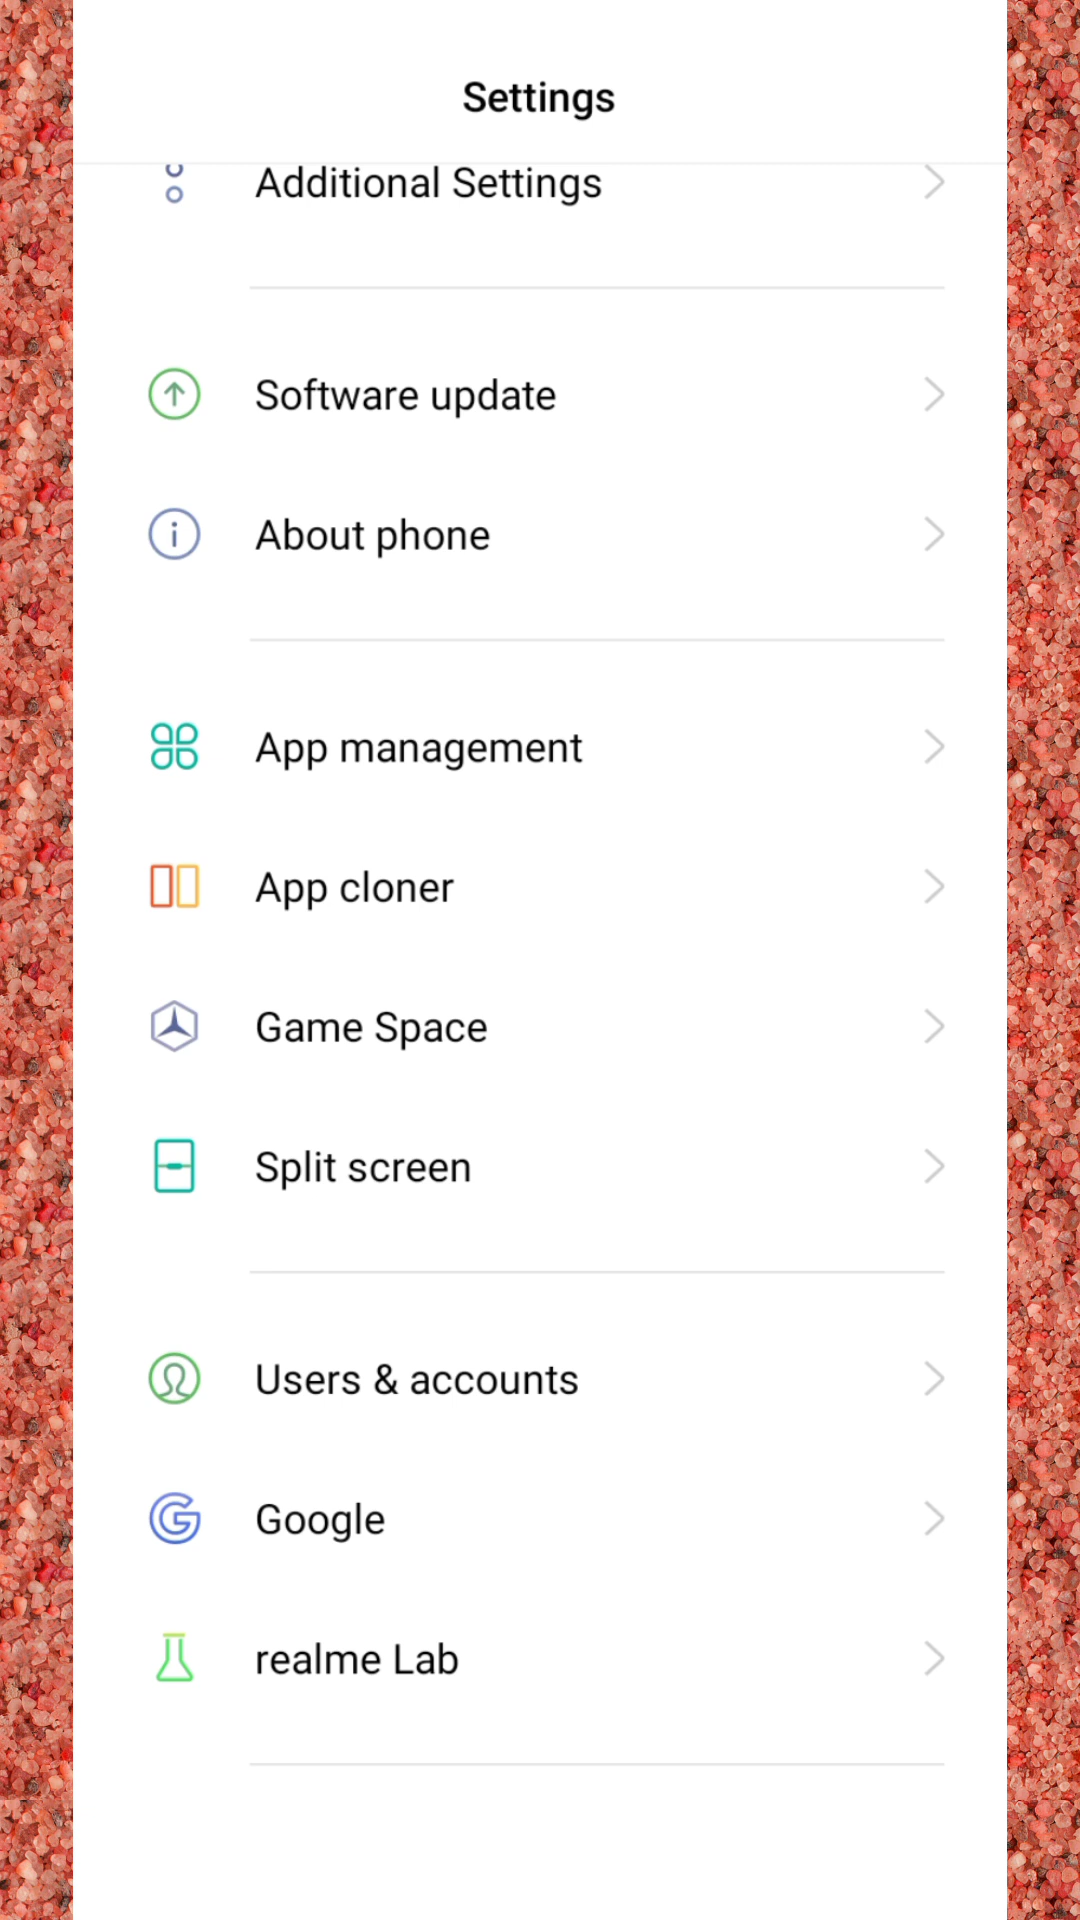 Settings
Additional Settings
Software update
About phone
App management
App cloner
Game Space
Split screen
Users & accounts
Google
realme Lab